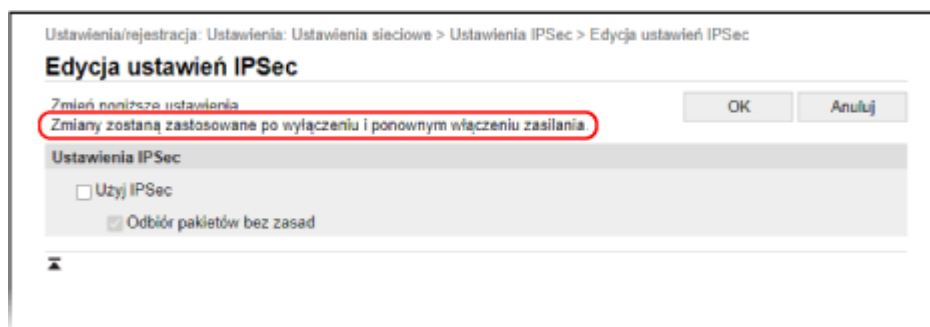 Ustawienia/rejestracja: Ustawienia: Ustawienia sieciowe > Ustawienia IPSec > Edycja ustawień IPSec
Edycja ustawień IPSec
Zmień poniższe ustawienia
OK
Anuluj
Zmiany zostaną zastosowane po wyłączeniu i ponownym włączeniu zasilania.
Ustawienia IPSec
Użyj IPSec
Odbiór pakietów bez zasad